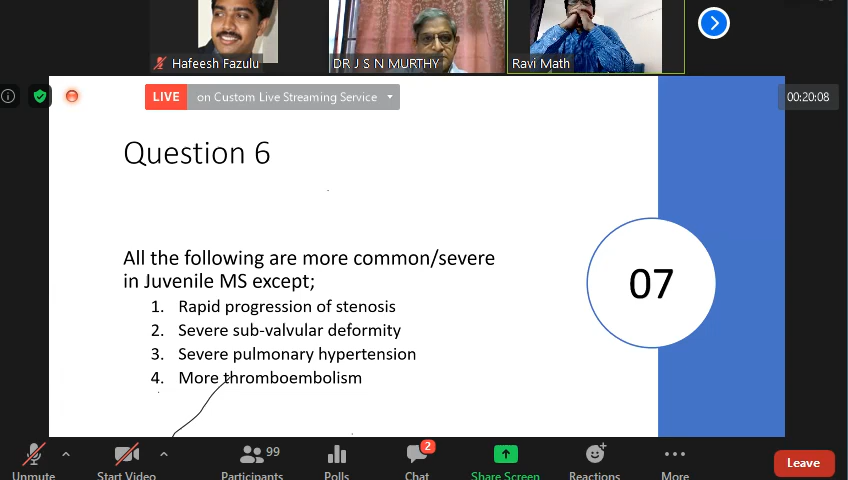 Hafeesh Fazulu
DR J S N MURTHY
Ravi Math
LIVE on Custom Live Streaming Service
00:20:08
Question 6
All the following are more common/severe
in Juvenile MS except;
1. Rapid progression of stenosis
2. Severe sub-valvular deformity
3. Severe pulmonary hypertension
4. More thromboembolism
07
99
2
Unmute
Start Video
Participants
Polls
Chat
Share Screen
Reactions
More
Leave